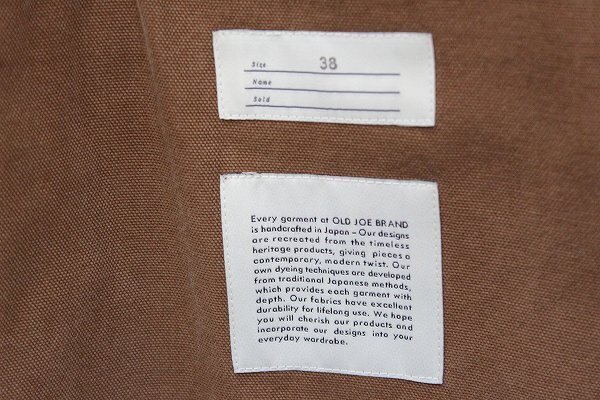 Size 38
Name
Sold
Every garment at OLD JOE BRAND
is handcrafted in Japan – Our designs
are recreated from the timeless
heritage products, giving pieces a
contemporary, modern twist. Our
own dyeing techniques are developed
from traditional Japanese methods,
which provides each garment with
depth. Our fabrics have excellent
durability for lifelong use. We hope
you will cherish our products and
incorporate our designs into your
everyday wardrobe.